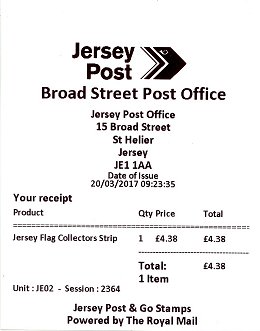 Jersey
Post
Broad Street Post Office
Jersey Post Office
15 Broad Street
St Helier
Jersey
JE1 1AA
Date of Issue
20/03/2017 09:23:35
Your receipt
Product Qty Price Total
Jersey Flag Collectors Strip 1 £4.38 £4.38
Total: £4.38
1 Item
Unit : JE02 - Session : 2364
Jersey Post & Go Stamps
Powered by The Royal Mail